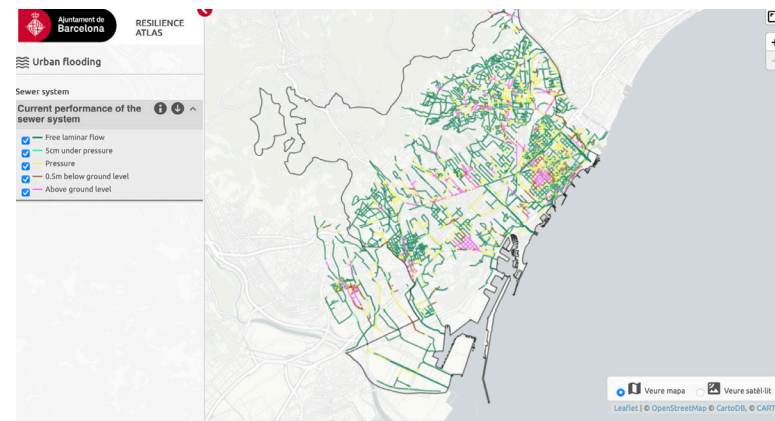 Ajuntament de
Barcelona
RESILIENCE
ATLAS
Urban flooding
Sewer system
Current performance of the
sewer system
Free laminar flow
5cm under pressure
Pressure
0.5m below ground level
Above ground level
Veure mapa
Veure satèl·lit
Leaflet | © OpenStreetMap © CartoDB, © CART